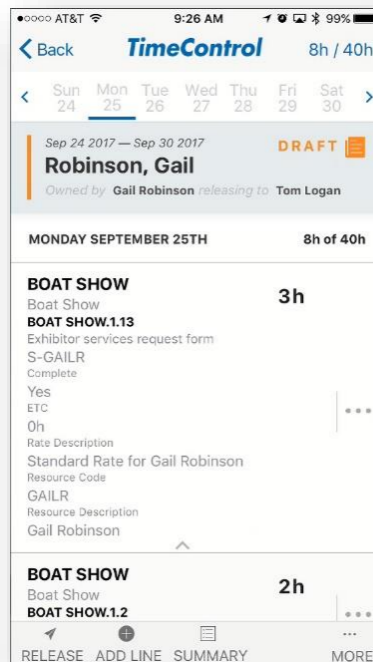 AT&T 9:26 AM 99%
Back TimeControl 8h / 40h
Sun Mon Tue Wed Thu Fri Sat
24 25 26 27 28 29 30
Sep 24 2017 — Sep 30 2017 DRAFT
Robinson, Gail
Owned by Gail Robinson releasing to Tom Logan
MONDAY SEPTEMBER 25TH 8h of 40h
BOAT SHOW 3h
Boat Show
BOAT SHOW.1.13
Exhibitor services request form
S-GAILR
Complete
Yes
ETC
0h
Rate Description
Standard Rate for Gail Robinson
Resource Code
GAILR
Resource Description
Gail Robinson
BOAT SHOW 2h
Boat Show
BOAT SHOW.1.2
RELEASE ADD LINE SUMMARY MORE